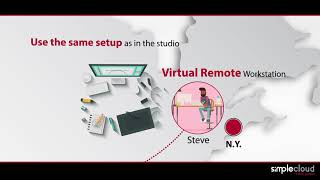 Use the same setup as in the studio
Virtual Remote Workstation
Steve
N.Y.
simplecloud